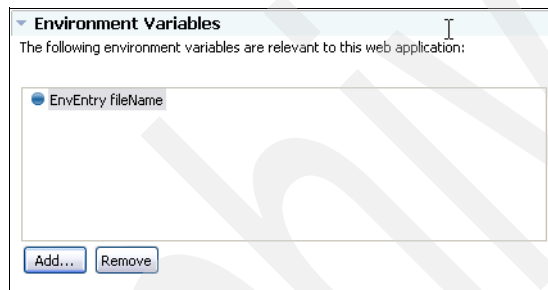 Environment Variables
The following environment variables are relevant to this web application:
EnvEntry fileName
Add... Remove